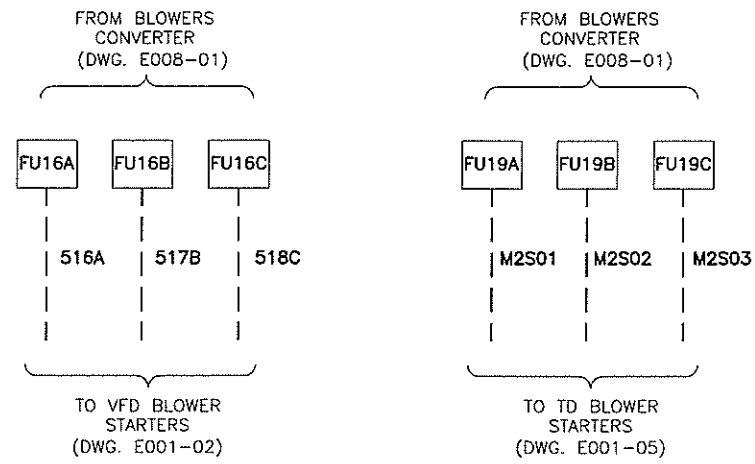 FROM BLOWERS
CONVERTER
(DWG. E008-01)
FU16A FU16B FU16C
516A 517B 518C
TO VFD BLOWER
STARTERS
(DWG. E001-02)
FROM BLOWERS
CONVERTER
(DWG. E008-01)
FU19A FU19B FU19C
M2S01 M2S02 M2S03
TO TD BLOWER
STARTERS
(DWG. E001-05)